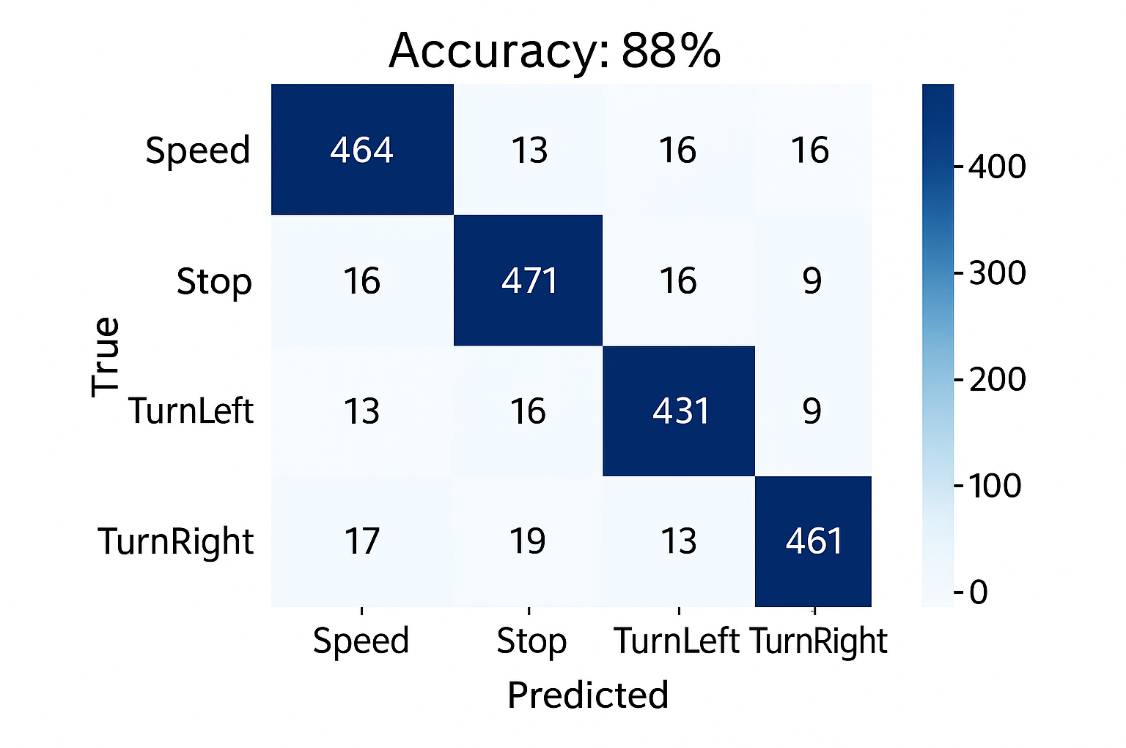 Accuracy: 88%
Speed 464 13 16 16
400
Stop 16 471 16 9
300
True
TurnLeft 13 16 431 9
200
100
TurnRight 17 19 13 461
0
Speed Stop TurnLeft TurnRight
Predicted